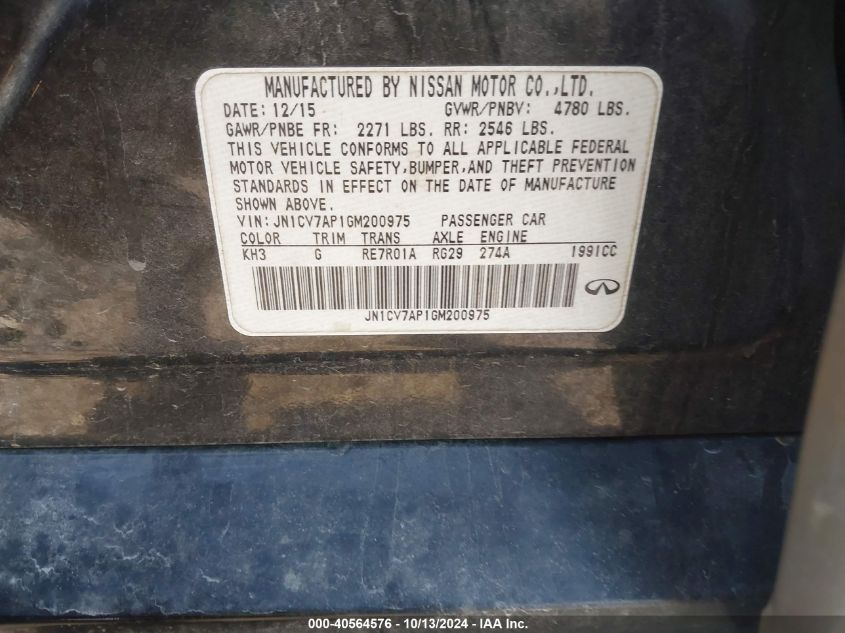 MANUFACTURED BY NISSAN MOTOR CO.,LTD.
DATE: 12/15 GVWR/PNBV: 4780 LBS.
GAWR/PNBE FR: 2271 LBS. RR: 2546 LBS.
THIS VEHICLE CONFORMS TO ALL APPLICABLE FEDERAL
MOTOR VEHICLE SAFETY,BUMPER,AND THEFT PREVENTION
STANDARDS IN EFFECT ON THE DATE OF MANUFACTURE
SHOWN ABOVE.
VIN: JN1CV7AP1GM200975 PASSENGER CAR
COLOR TRIM TRANS AXLE ENGINE
KH3 G RE7R01A RG29 274A 1991CC
JN1CV7AP1GM200975
000-40564576 - 10/13/2024 - IAA Inc.